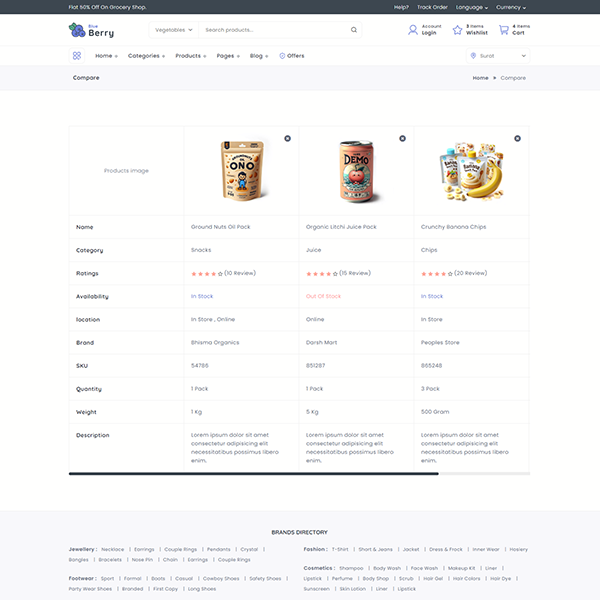 Flat 50% Off On Grocery Shop.
Help? Track Order Language Currency
Blue
Berry
Vegetables Search products...
Account
Login
3 Items
Wishlist
4 Items
Cart
Home Categories Products Pages Blog Offers
Surat
Compare
Home » Compare
Products Image
ONO
DEMO
Banana
Name Ground Nuts Oil Pack Organic Litchi Juice Pack Crunchy Banana Chips
Category Snacks Juice Chips
Ratings (10 Review) (15 Review) (20 Review)
Availability In Stock Out Of Stock In Stock
location In Store , Online Online In Store
Brand Bhisma Organics Darsh Mart Peoples Store
SKU 54786 851287 865248
Quantity 1 Pack 1 Pack 3 Pack
Weight 1 Kg 5 Kg 500 Gram
Description Lorem ipsum dolor sit amet Lorem ipsum dolor sit amet Lorem ipsum dolor sit amet
consectetur adipisicing elit consectetur adipisicing elit consectetur adipisicing elit
necessitatibus possimus libero necessitatibus possimus libero necessitatibus possimus libero
enim. enim. enim.
BRANDS DIRECTORY
Jewellery : Necklace | Earrings | Couple Rings | Pendants | Crystal |
Bangles | Bracelets | Nose Pin | Chain | Earrings | Couple Rings
Footwear : Sport | Formal | Boots | Casual | Cowboy Shoes | Safety Shoes |
Party Wear Shoes | Branded | First Copy | Long Shoes
Fashion : T-Shirt | Short & Jeans | Jacket | Dress & Frock | Inner Wear | Hosiery
Cosmetics : Shampoo | Body Wash | Face Wash | Makeup Kit | Liner |
Lipstick | Perfume | Body Shop | Scrub | Hair Gel | Hair Colors | Hair Dye |
Sunscreen | Skin Lotion | Liner | Lipstick